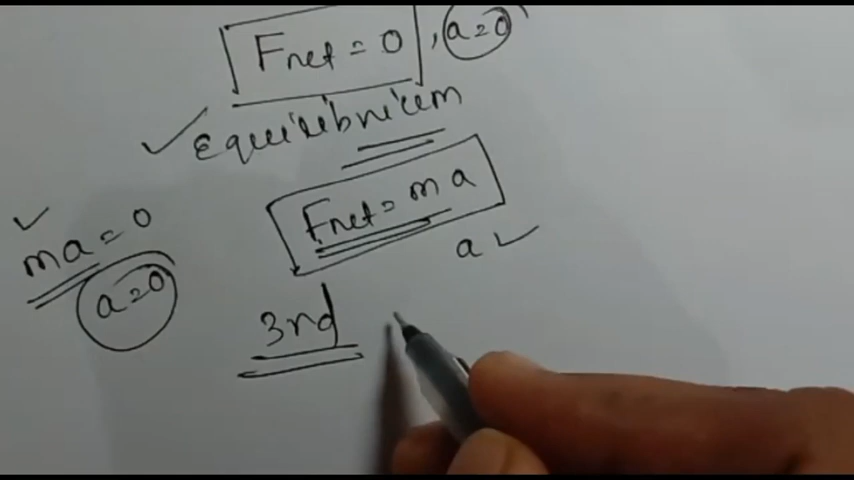 Fnet = 0 , a=0
Equilibrium
Fnet = ma
ma = 0
a
a=0
3rd